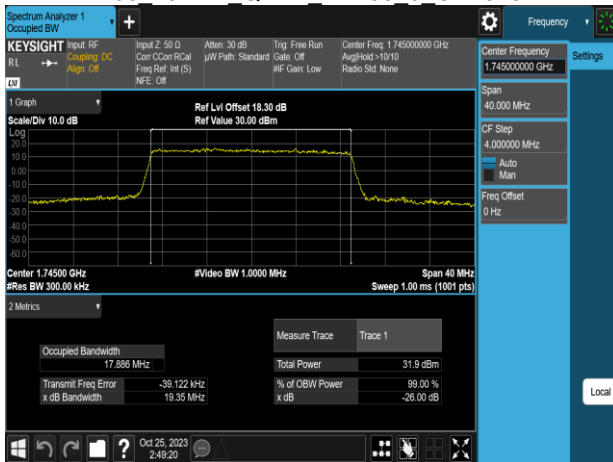 Spectrum Analyzer 1
Occupied BW
Frequency
KEYSIGHT
RL
LXI
Input: RF
Coupling: DC
Align: Off
Input Z: 50 Ω
Corr CCorr RCal
Freq Ref: Int (S)
NFE: Off
Atten: 30 dB
µW Path: Standard
Trig: Free Run
Gate: Off
#IF Gain: Low
Center Freq: 1.745000000 GHz
Avg|Hold:>10/10
Radio Std: None
Center Frequency
1.745000000 GHz
Settings
Span
40.000 MHz
CF Step
4.000000 MHz
Auto
Man
Freq Offset
0 Hz
Local
1 Graph
Scale/Div 10.0 dB
Ref Lvl Offset 18.30 dB
Ref Value 30.00 dBm
Log
20.0
10.0
0.00
-10.0
-20.0
-30.0
-40.0
-50.0
-60.0
Center 1.74500 GHz
#Res BW 300.00 kHz
#Video BW 1.0000 MHz
Span 40 MHz
Sweep 1.00 ms (1001 pts)
2 Metrics
Measure Trace Trace 1
Occupied Bandwidth
17.886 MHz
Total Power 31.9 dBm
Transmit Freq Error -39.122 kHz
% of OBW Power 99.00 %
x dB Bandwidth 19.35 MHz
x dB -26.00 dB
?
Oct 25, 2023
2:49:20